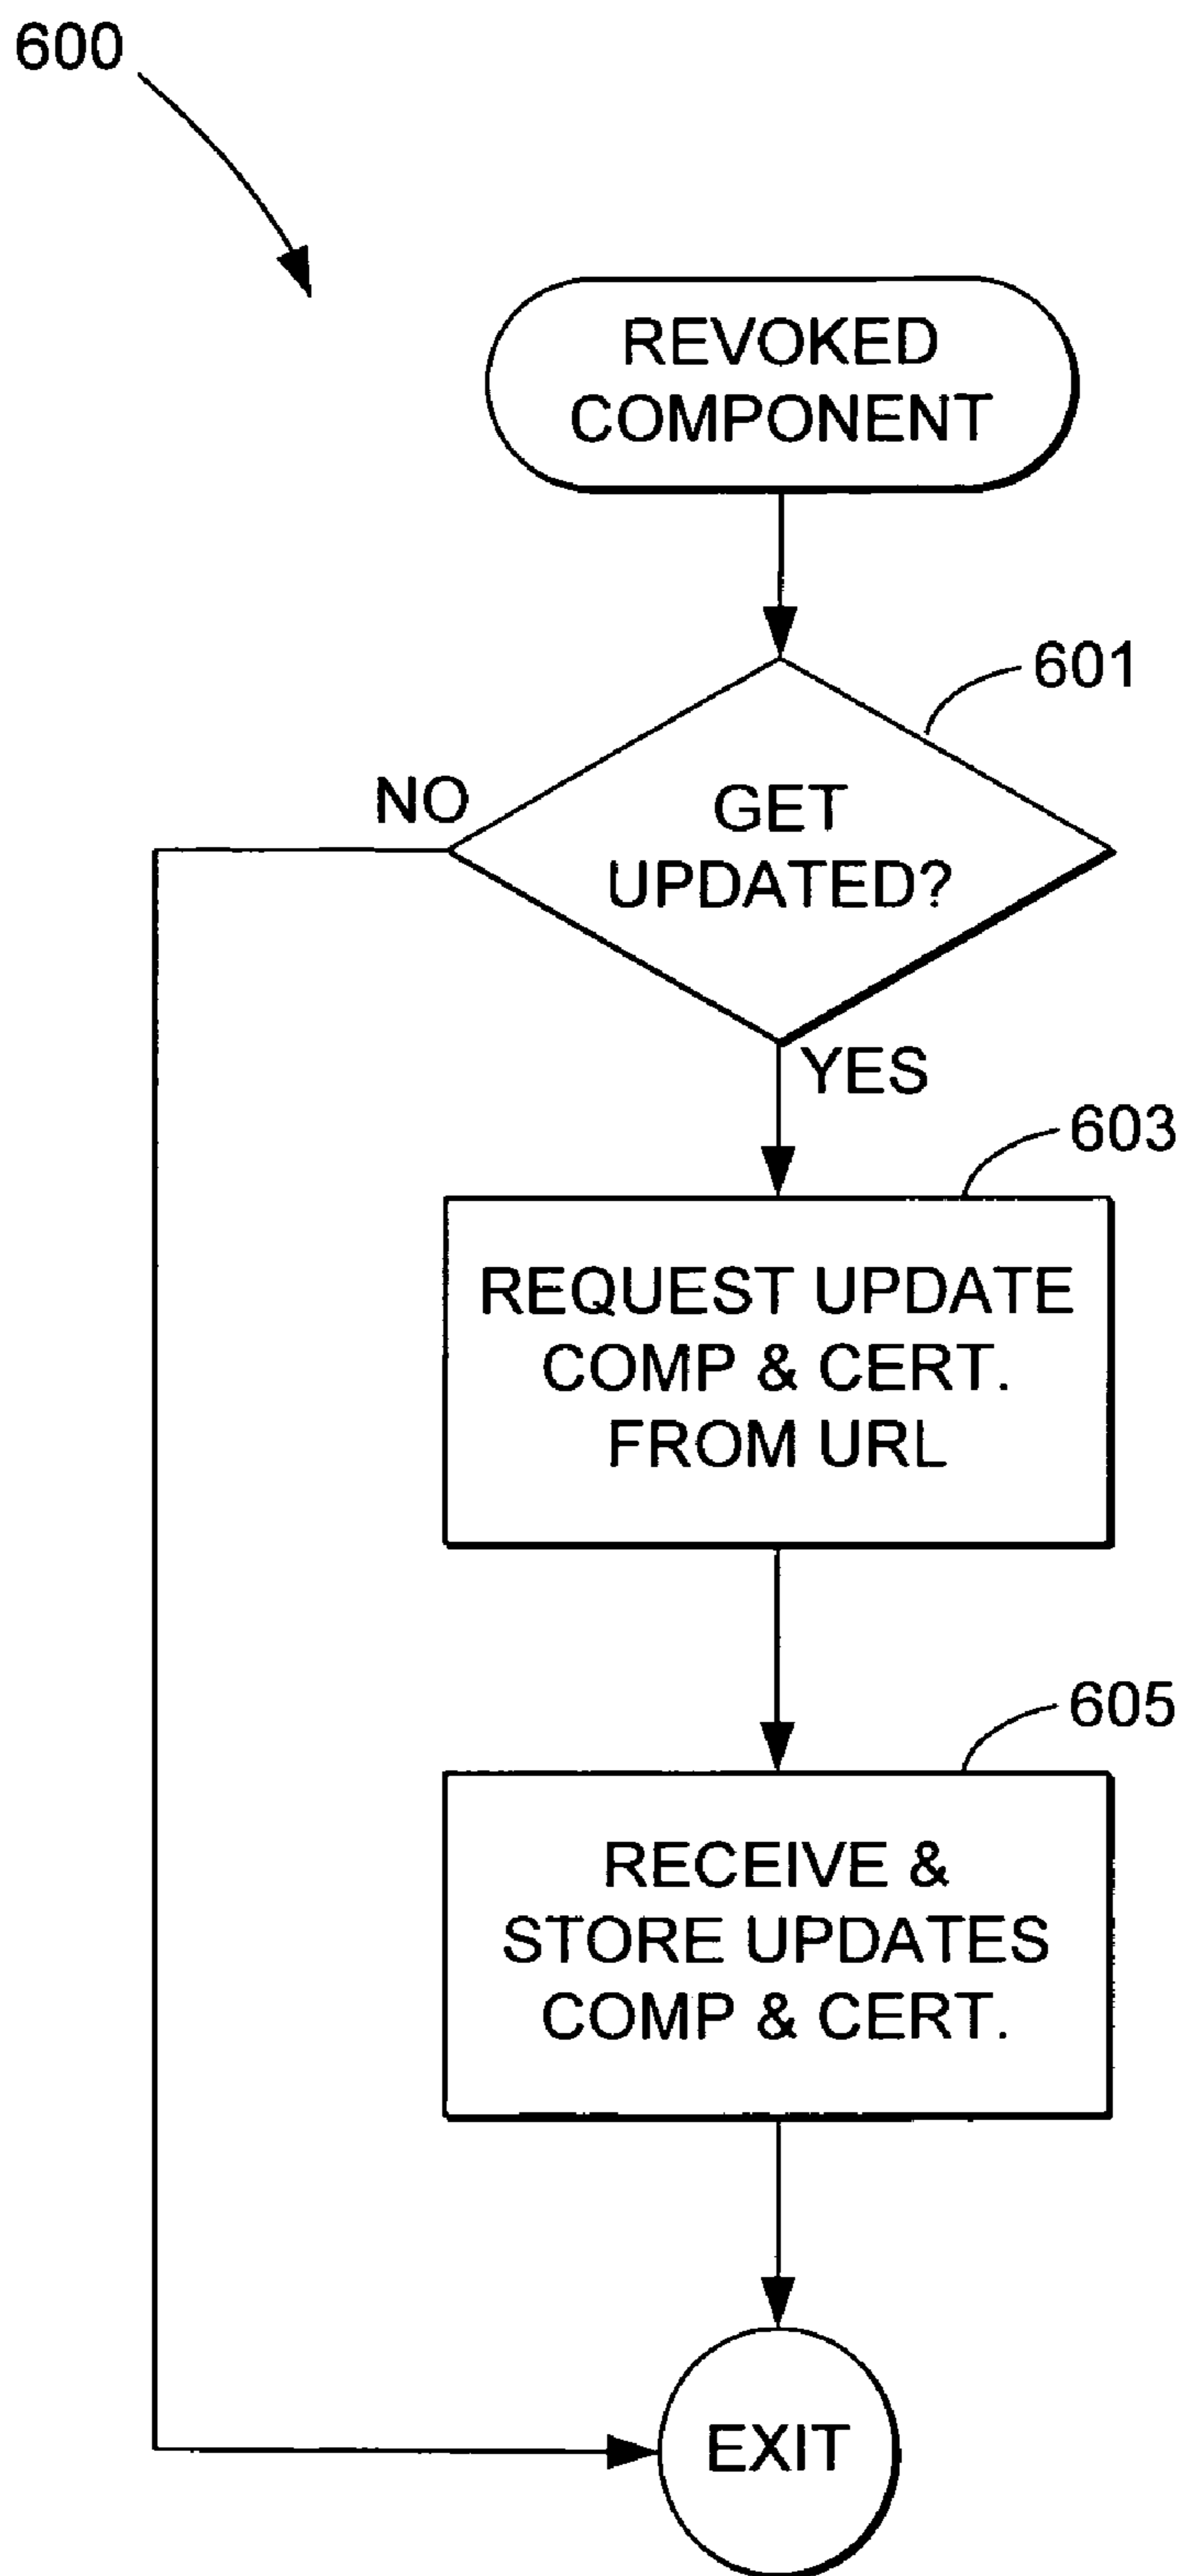 600
REVOKED
COMPONENT
601
GET
UPDATED?
NO
YES
603
REQUEST UPDATE
COMP & CERT.
FROM URL
605
RECEIVE &
STORE UPDATES
COMP & CERT.
EXIT